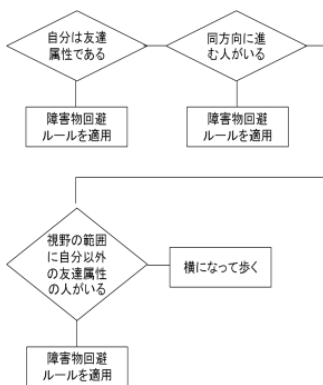 自分は友達
属性である
同方向に進
む人がいる
障害物回避
ルールを適用
障害物回避
ルールを適用
視野の範囲
に自分以外
の友達属性
の人がいる
横になって歩く
障害物回避
ルールを適用